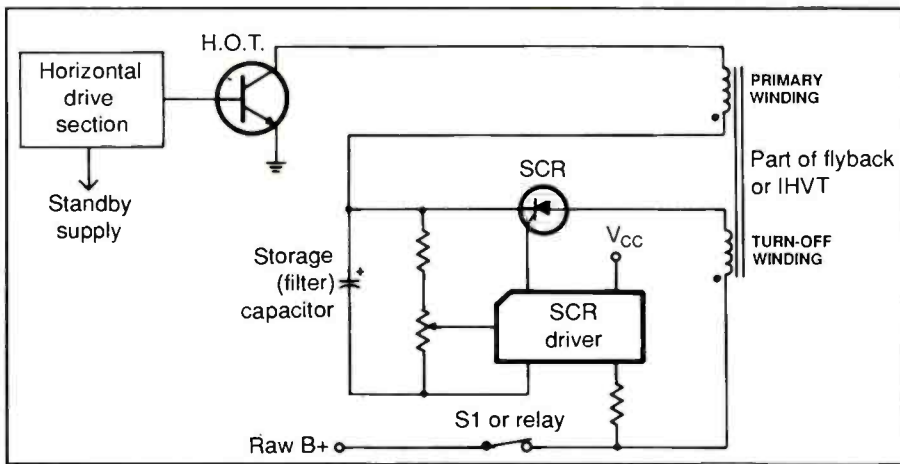 H.O.T.
Horizontal
drive
section
Standby
supply
PRIMARY
WINDING
Part of flyback
or IHVT
SCR
VCC
TURN-OFF
WINDING
Storage
(filter)
capacitor
+
SCR
driver
S1 or relay
Raw B+